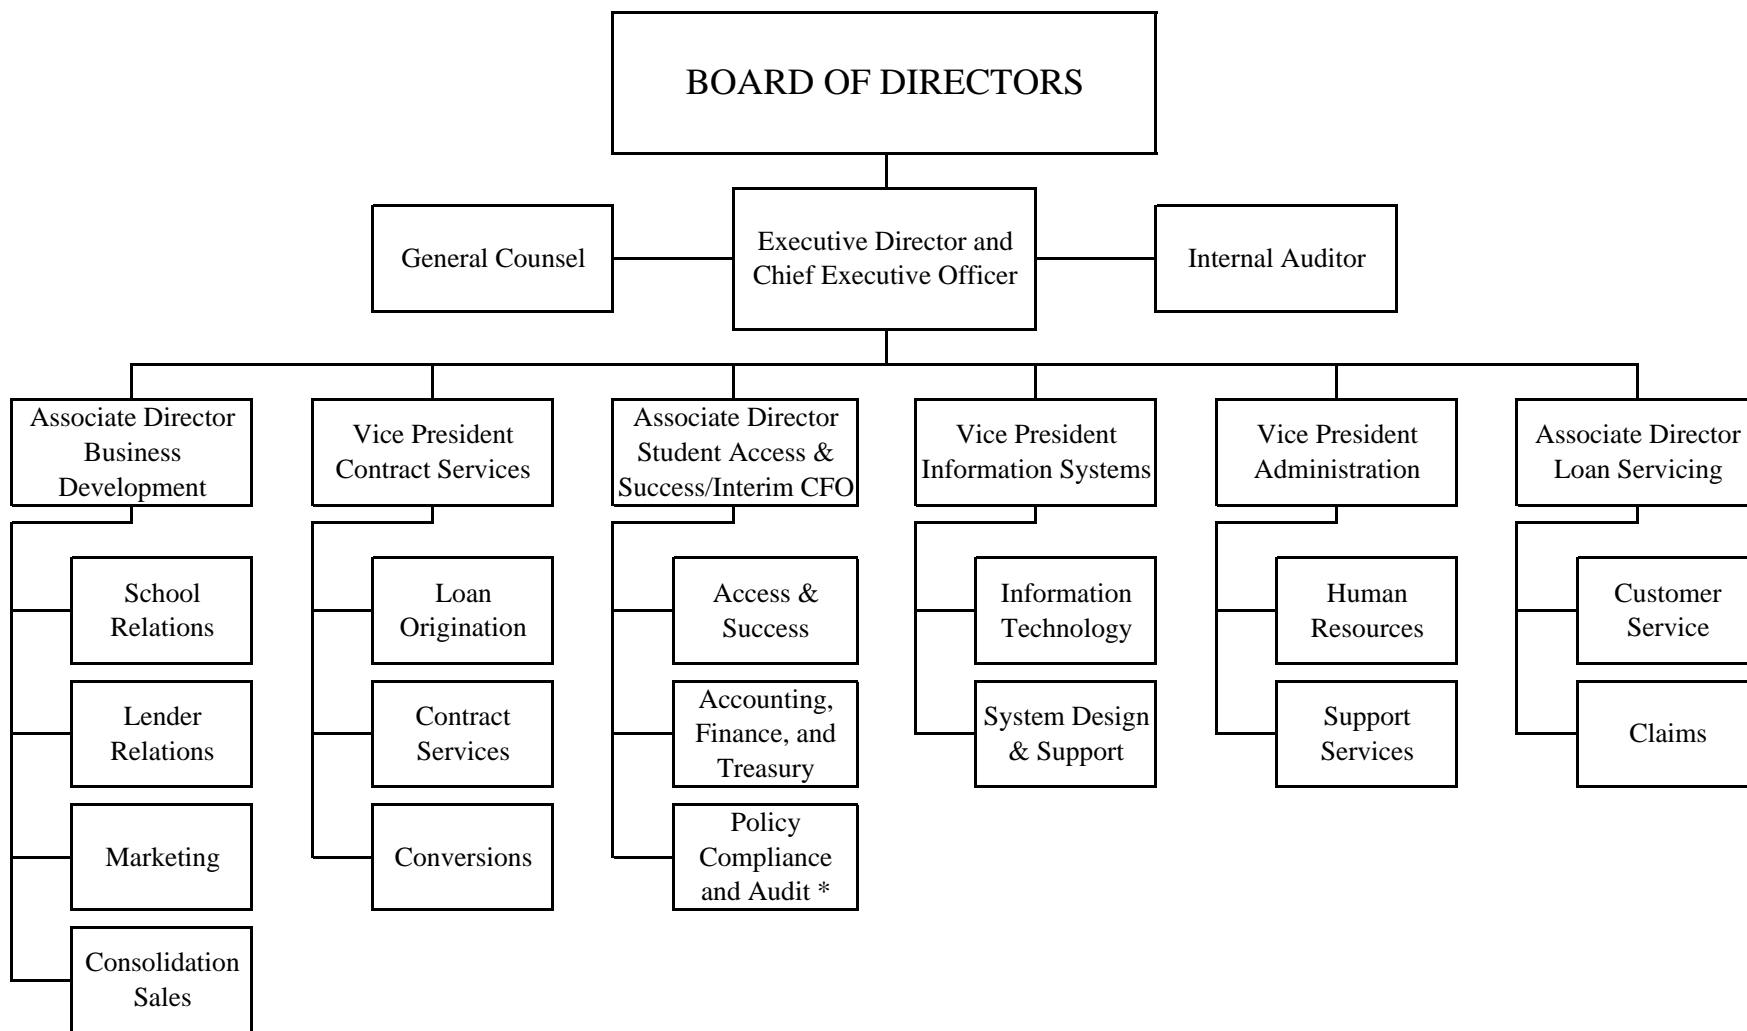 BOARD OF DIRECTORS
General Counsel
Executive Director and
Chief Executive Officer
Internal Auditor
Associate Director
Business
Development
Vice President
Contract Services
Associate Director
Student Access &
Success/Interim CFO
Vice President
Information Systems
Vice President
Administration
Associate Director
Loan Servicing
School
Relations
Loan
Origination
Access &
Success
Information
Technology
Human
Resources
Customer
Service
Lender
Relations
Contract
Services
Accounting,
Finance, and
Treasury
System Design
& Support
Support
Services
Claims
Marketing
Conversions
Policy
Compliance
and Audit *
Consolidation
Sales